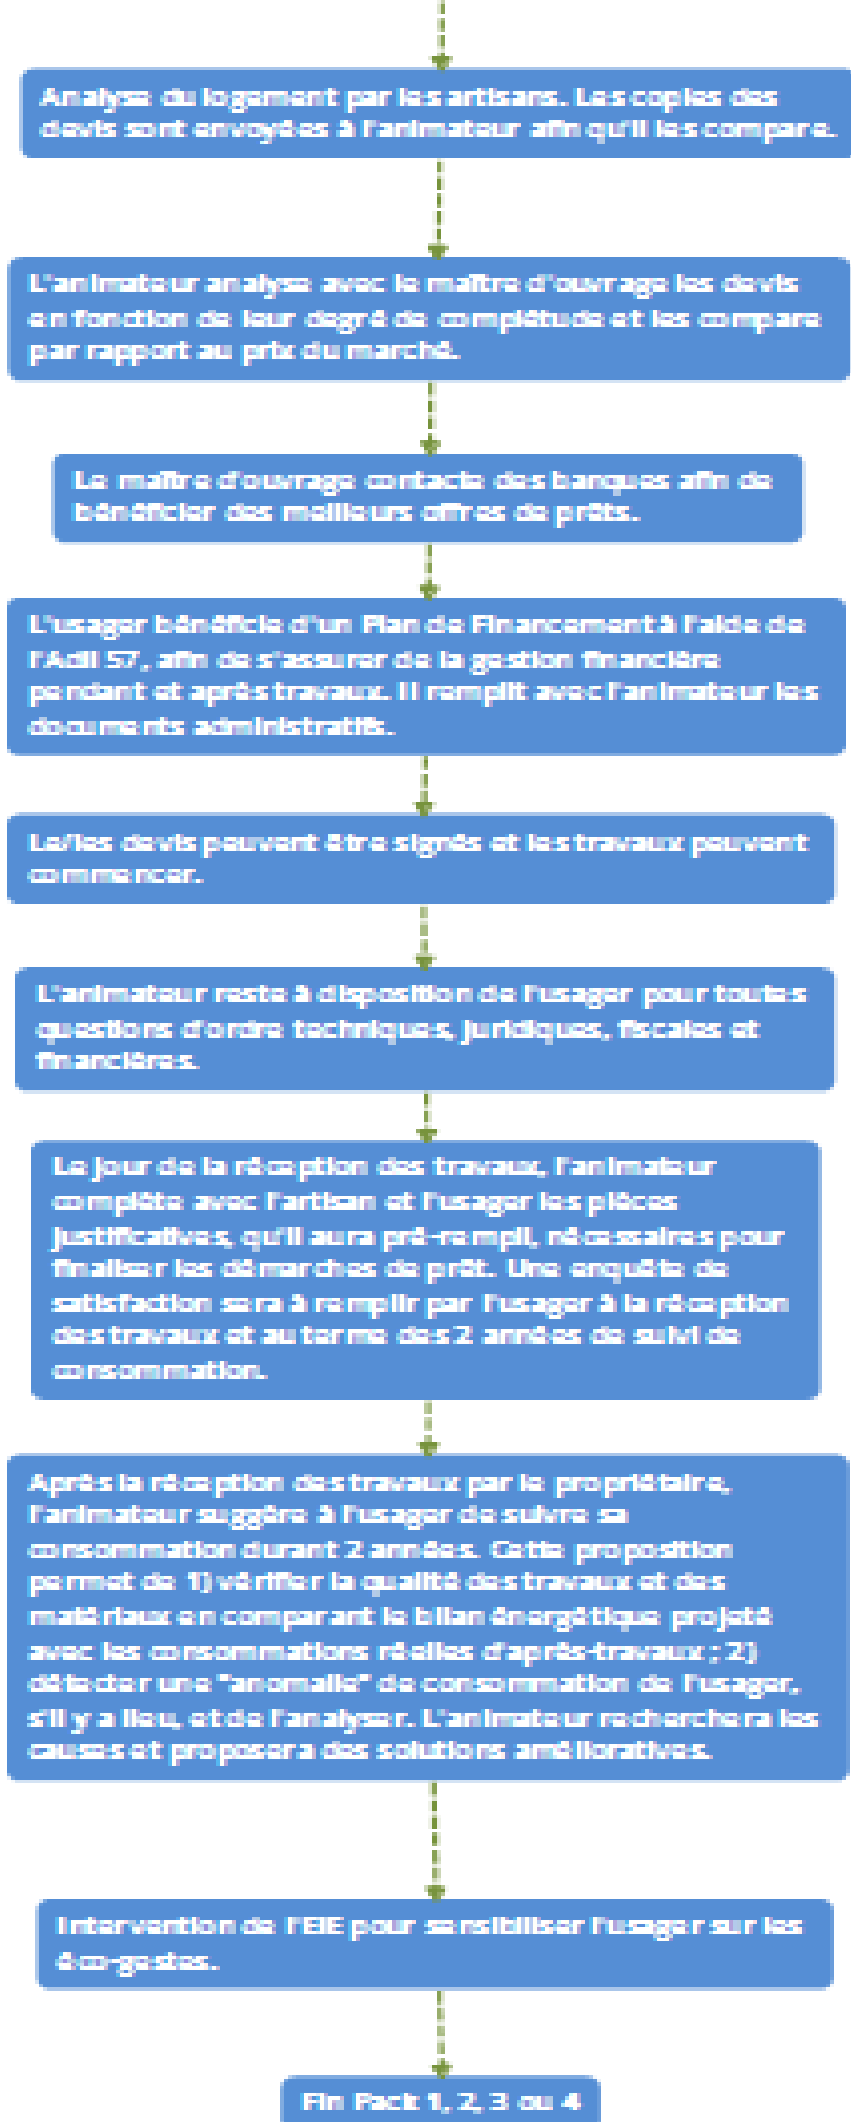 Analyse du logement par les artisans. Les copies des
devis sont envoyées à l'animateur afin qu'il les compare.
L'animateur analyse avec le maître d'ouvrage les devis
en fonction de leur degré de complétude et les compare
par rapport au prix du marché.
Le maître d'ouvrage contacte des banques afin de
bénéficier des meilleurs offres de prêts.
L'usager bénéficie d'un Plan de Financement à l'aide de
l'Adil 57, afin de s'assurer de la gestion financière
pendant et après travaux. Il remplit avec l'animateur les
documents administratifs.
Le/les devis peuvent être signés et les travaux peuvent
commencer.
L'animateur reste à disposition de l'usager pour toutes
questions d'ordre techniques, juridiques, fiscales et
financières.
Le jour de la réception des travaux, l'animateur
complète avec l'artisan et l'usager les pièces
justificatives, qu'il aura pré-rempli, nécessaires pour
finaliser les démarches de prêt. Une enquête de
satisfaction sera à remplir par l'usager à la réception
des travaux et au terme des 2 années de suivi de
consommation.
Après la réception des travaux par le propriétaire,
l'animateur suggère à l'usager de suivre sa
consommation durant 2 années. Cette proposition
permet de 1) vérifier la qualité des travaux et des
matériaux en comparant le bilan énergétique projeté
avec les consommations réelles d'après-travaux ; 2)
détecter une "anomalie" de consommation de l'usager,
s'il y a lieu, et de l'analyser. L'animateur recherchera les
causes et proposera des solutions amélioratives.
Intervention de l'EIE pour sensibiliser l'usager sur les
éco-gestes.
Fin Pack 1, 2, 3 ou 4